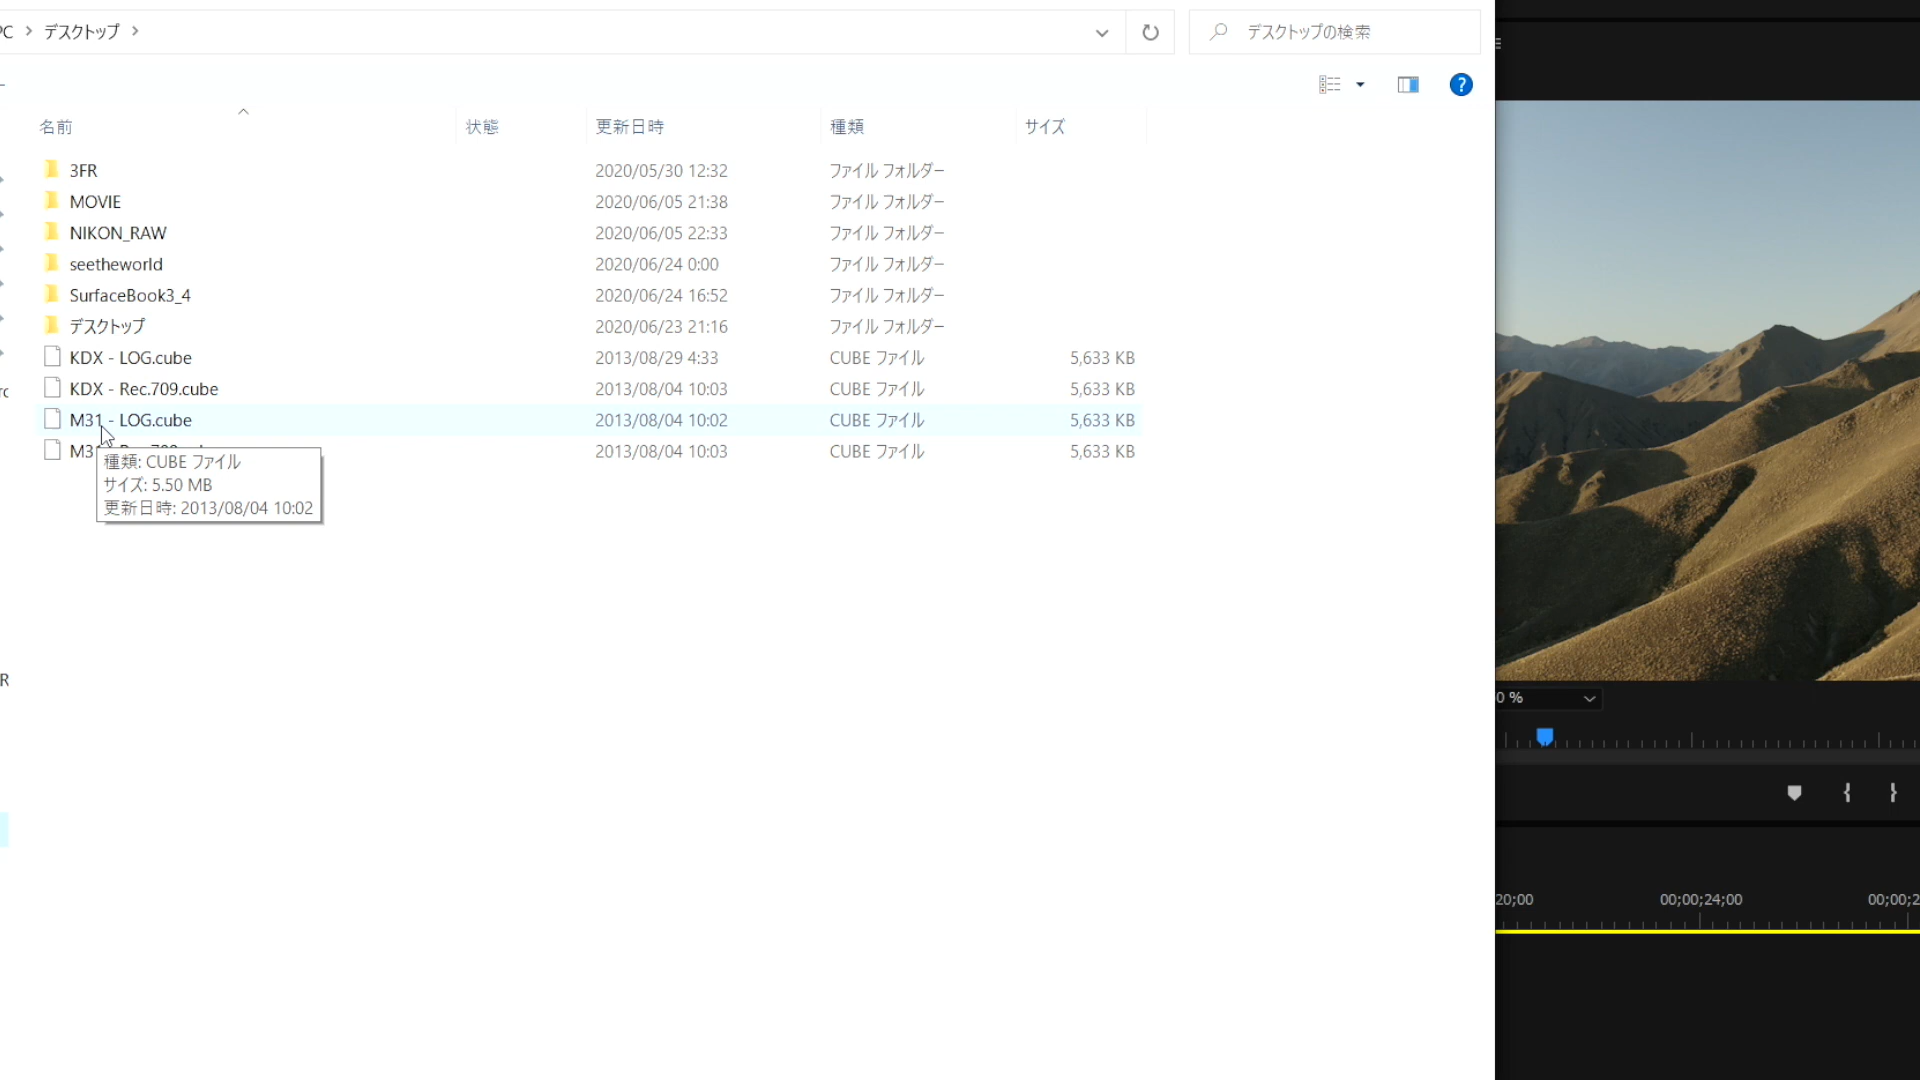 PC > デスクトップ >
デスクトップの検索
名前 状態 更新日時 種類 サイズ
3FR 2020/05/30 12:32 ファイル フォルダー
MOVIE 2020/06/05 21:38 ファイル フォルダー
NIKON_RAW 2020/06/05 22:33 ファイル フォルダー
seetheworld 2020/06/24 0:00 ファイル フォルダー
SurfaceBook3_4 2020/06/24 16:52 ファイル フォルダー
デスクトップ 2020/06/23 21:16 ファイル フォルダー
KDX - LOG.cube 2013/08/29 4:33 CUBE ファイル 5,633 KB
KDX - Rec.709.cube 2013/08/04 10:03 CUBE ファイル 5,633 KB
M31 - LOG.cube 2013/08/04 10:02 CUBE ファイル 5,633 KB
2013/08/04 10:03 CUBE ファイル 5,633 KB
種類: CUBE ファイル
サイズ: 5.50 MB
更新日時: 2013/08/04 10:02
R
0 %
20;00 00;00;24;00 00;00;2